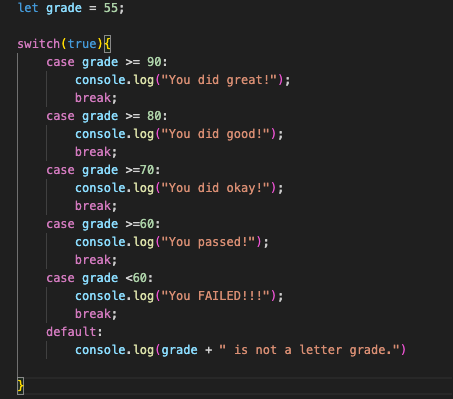 let grade = 55;
switch(true){
case grade >= 90:
console.log("You did great!");
break;
case grade >= 80:
console.log("You did good!");
break;
case grade >=70:
console.log("You did okay!");
break;
case grade >=60:
console.log("You passed!");
break;
case grade <60:
console.log("You FAILED!!!");
break;
default:
console.log(grade + " is not a letter grade.")
}